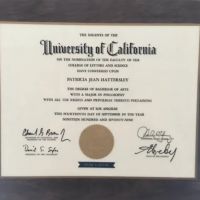 THE REGENTS OF THE
University of California
ON THE NOMINATION OF THE FACULTY OF THE
COLLEGE OF LETTERS AND SCIENCE
HAVE CONFERRED UPON
PATRICIA JEAN HATTERSLEY
THE DEGREE OF BACHELOR OF ARTS
WITH A MAJOR IN PHILOSOPHY
WITH ALL THE RIGHTS AND PRIVILEGES THERETO PERTAINING
GIVEN AT LOS ANGELES
THIS FOURTEENTH DAY OF SEPTEMBER IN THE YEAR
NINETEEN HUNDRED AND SEVENTY-NINE